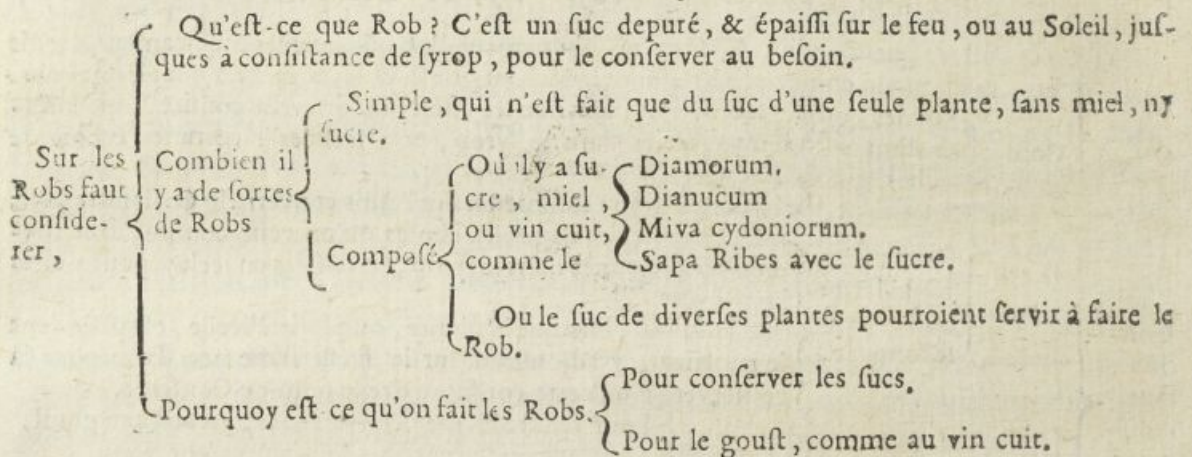 Qu'eſt-ce que Rob ? C'eſt un ſuc depuré, & épaiſſi ſur le feu, ou au Soleil, juſ-
ques à conſiſtance de ſyrop, pour le conſerver au beſoin.
Sur les
Robs faut
conſide-
rer,
Combien il
y a de ſortes
de Robs
Simple, qui n'eſt fait que du ſuc d'une ſeule plante, ſans miel, ny
ſucre.
Compoſé
Où il y a ſu-
cre, miel,
ou vin cuit,
comme le
Diamorum.
Dianucum
Miva cydoniorum.
Sapa Ribes avec le ſucre.
Ou le ſuc de diverſes plantes pourroient ſervir à faire le
Rob.
Pourquoy eſt ce qu'on fait les Robs.
Pour conſerver les ſucs.
Pour le gouſt, comme au vin cuit.